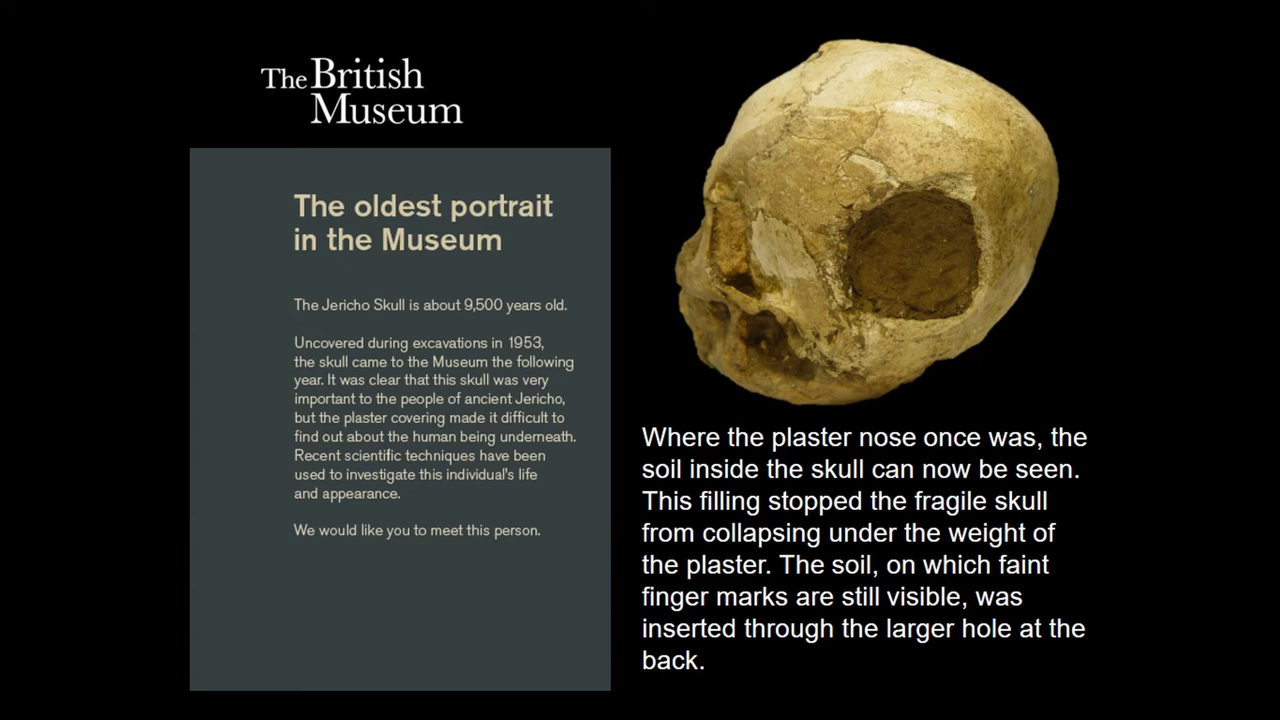 The British
Museum
The oldest portrait
in the Museum
The Jericho Skull is about 9,500 years old.
Uncovered during excavations in 1953,
the skull came to the Museum the following
year. It was clear that this skull was very
important to the people of ancient Jericho,
but the plaster covering made it difficult to
find out about the human being underneath.
Recent scientific techniques have been
used to investigate this individual's life
and appearance.
We would like you to meet this person.
Where the plaster nose once was, the
soil inside the skull can now be seen.
This filling stopped the fragile skull
from collapsing under the weight of
the plaster. The soil, on which faint
finger marks are still visible, was
inserted through the larger hole at the
back.